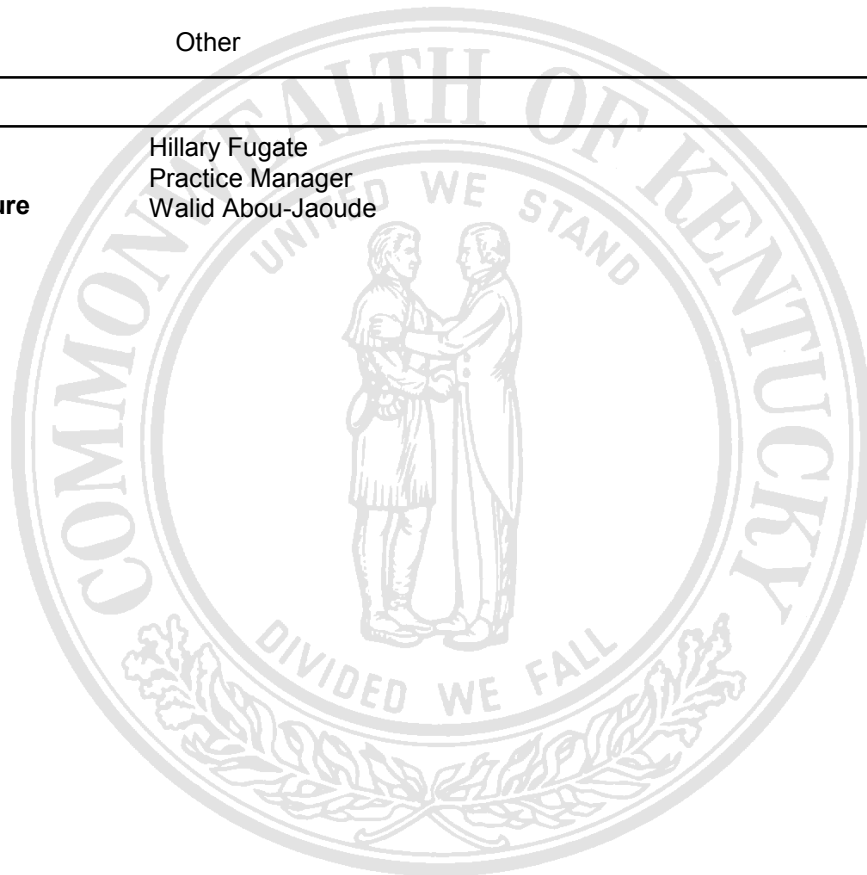 Other
Hillary Fugate
Practice Manager
ure Walid Abou-Jaoude
COMMONWEALTH OF KENTUCKY
UNITED WE STAND
DIVIDED WE FALL